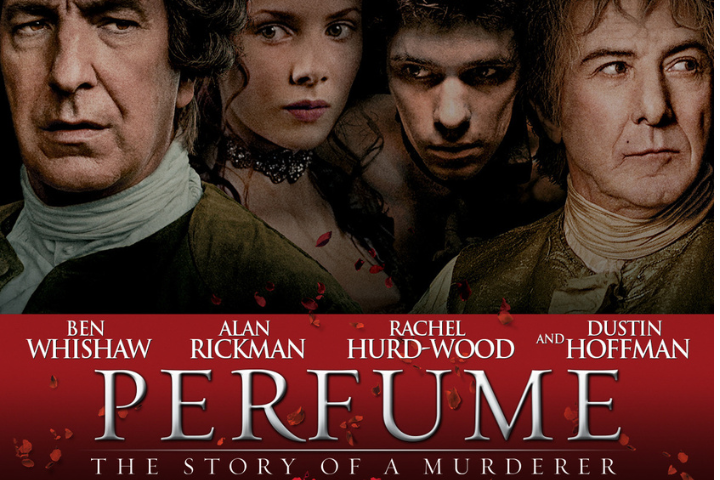 BEN WHISHAW
ALAN RICKMAN
RACHEL HURD-WOOD
AND DUSTIN HOFFMAN
PERFUME
THE STORY OF A MURDERER